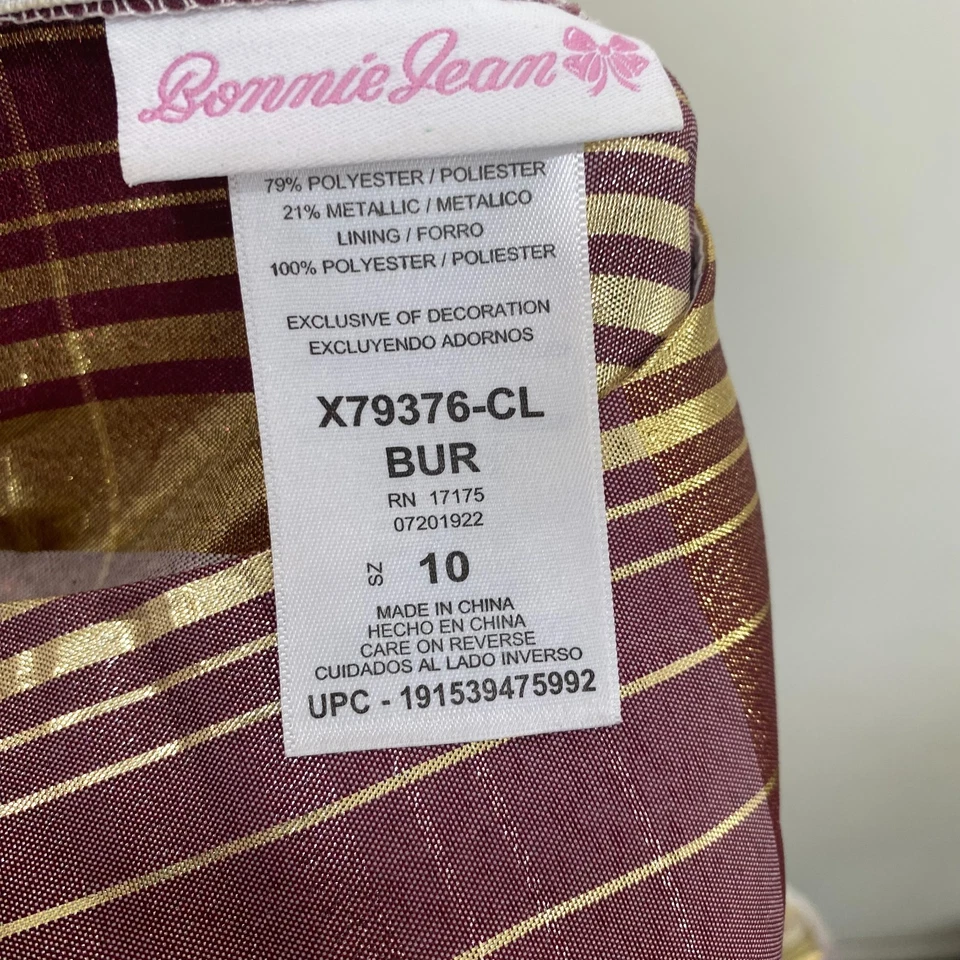 Bonnie Jean
79% POLYESTER / POLIESTER
21% METALLIC / METALICO
LINING / FORRO
100% POLYESTER / POLIESTER
EXCLUSIVE OF DECORATION
EXCLUYENDO ADORNOS
X79376-CL
BUR
RN 17175
07201922
SZ 10
MADE IN CHINA
HECHO EN CHINA
CARE ON REVERSE
CUIDADOS AL LADO INVERSO
UPC - 191539475992